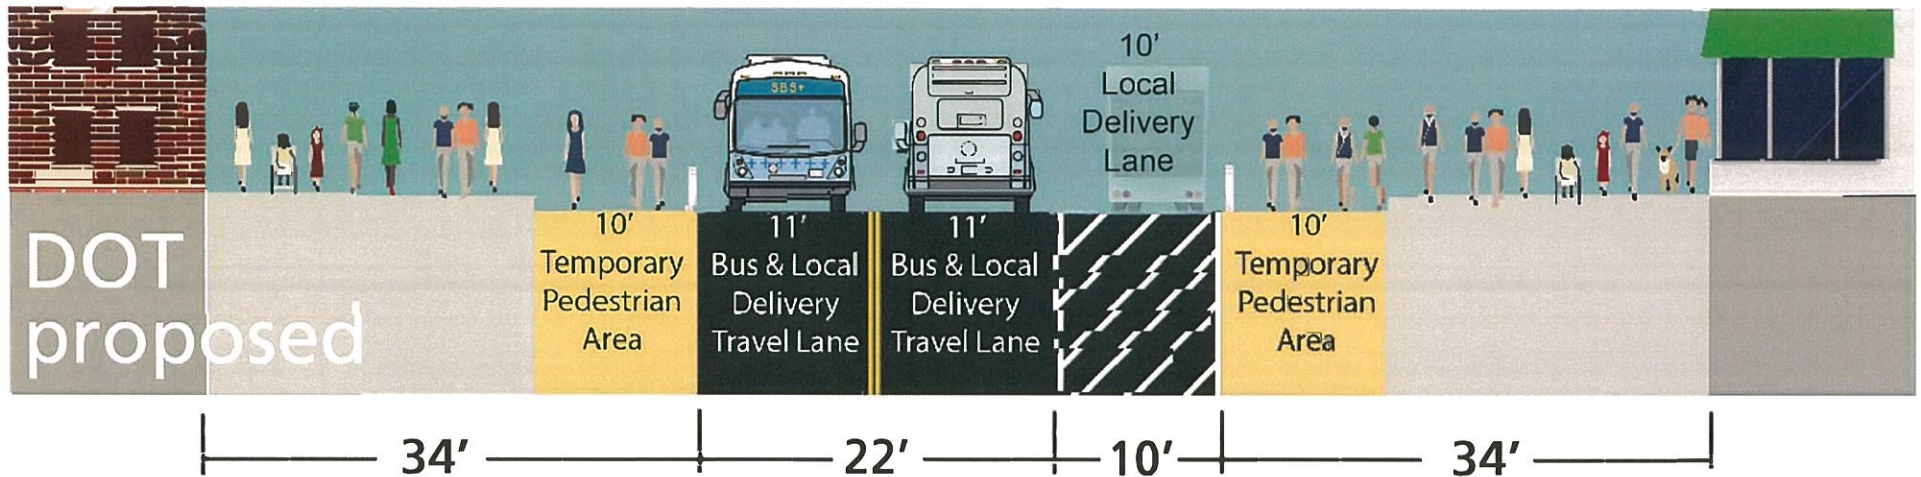 10'
Local
Delivery
Lane
SBS+
DOT
proposed
10'
Temporary
Pedestrian
Area
11'
Bus & Local
Delivery
Travel Lane
11'
Bus & Local
Delivery
Travel Lane
10'
Temporary
Pedestrian
Area
34'
22'
10'
34'